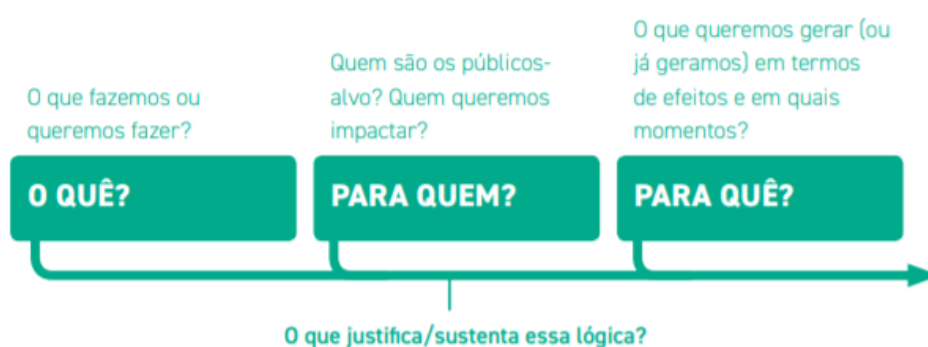 O que fazemos ou
queremos fazer?
O QUÊ?
Quem são os públicos-
alvo? Quem queremos
impactar?
PARA QUEM?
O que queremos gerar (ou
já geramos) em termos
de efeitos e em quais
momentos?
PARA QUÊ?
O que justifica/sustenta essa lógica?